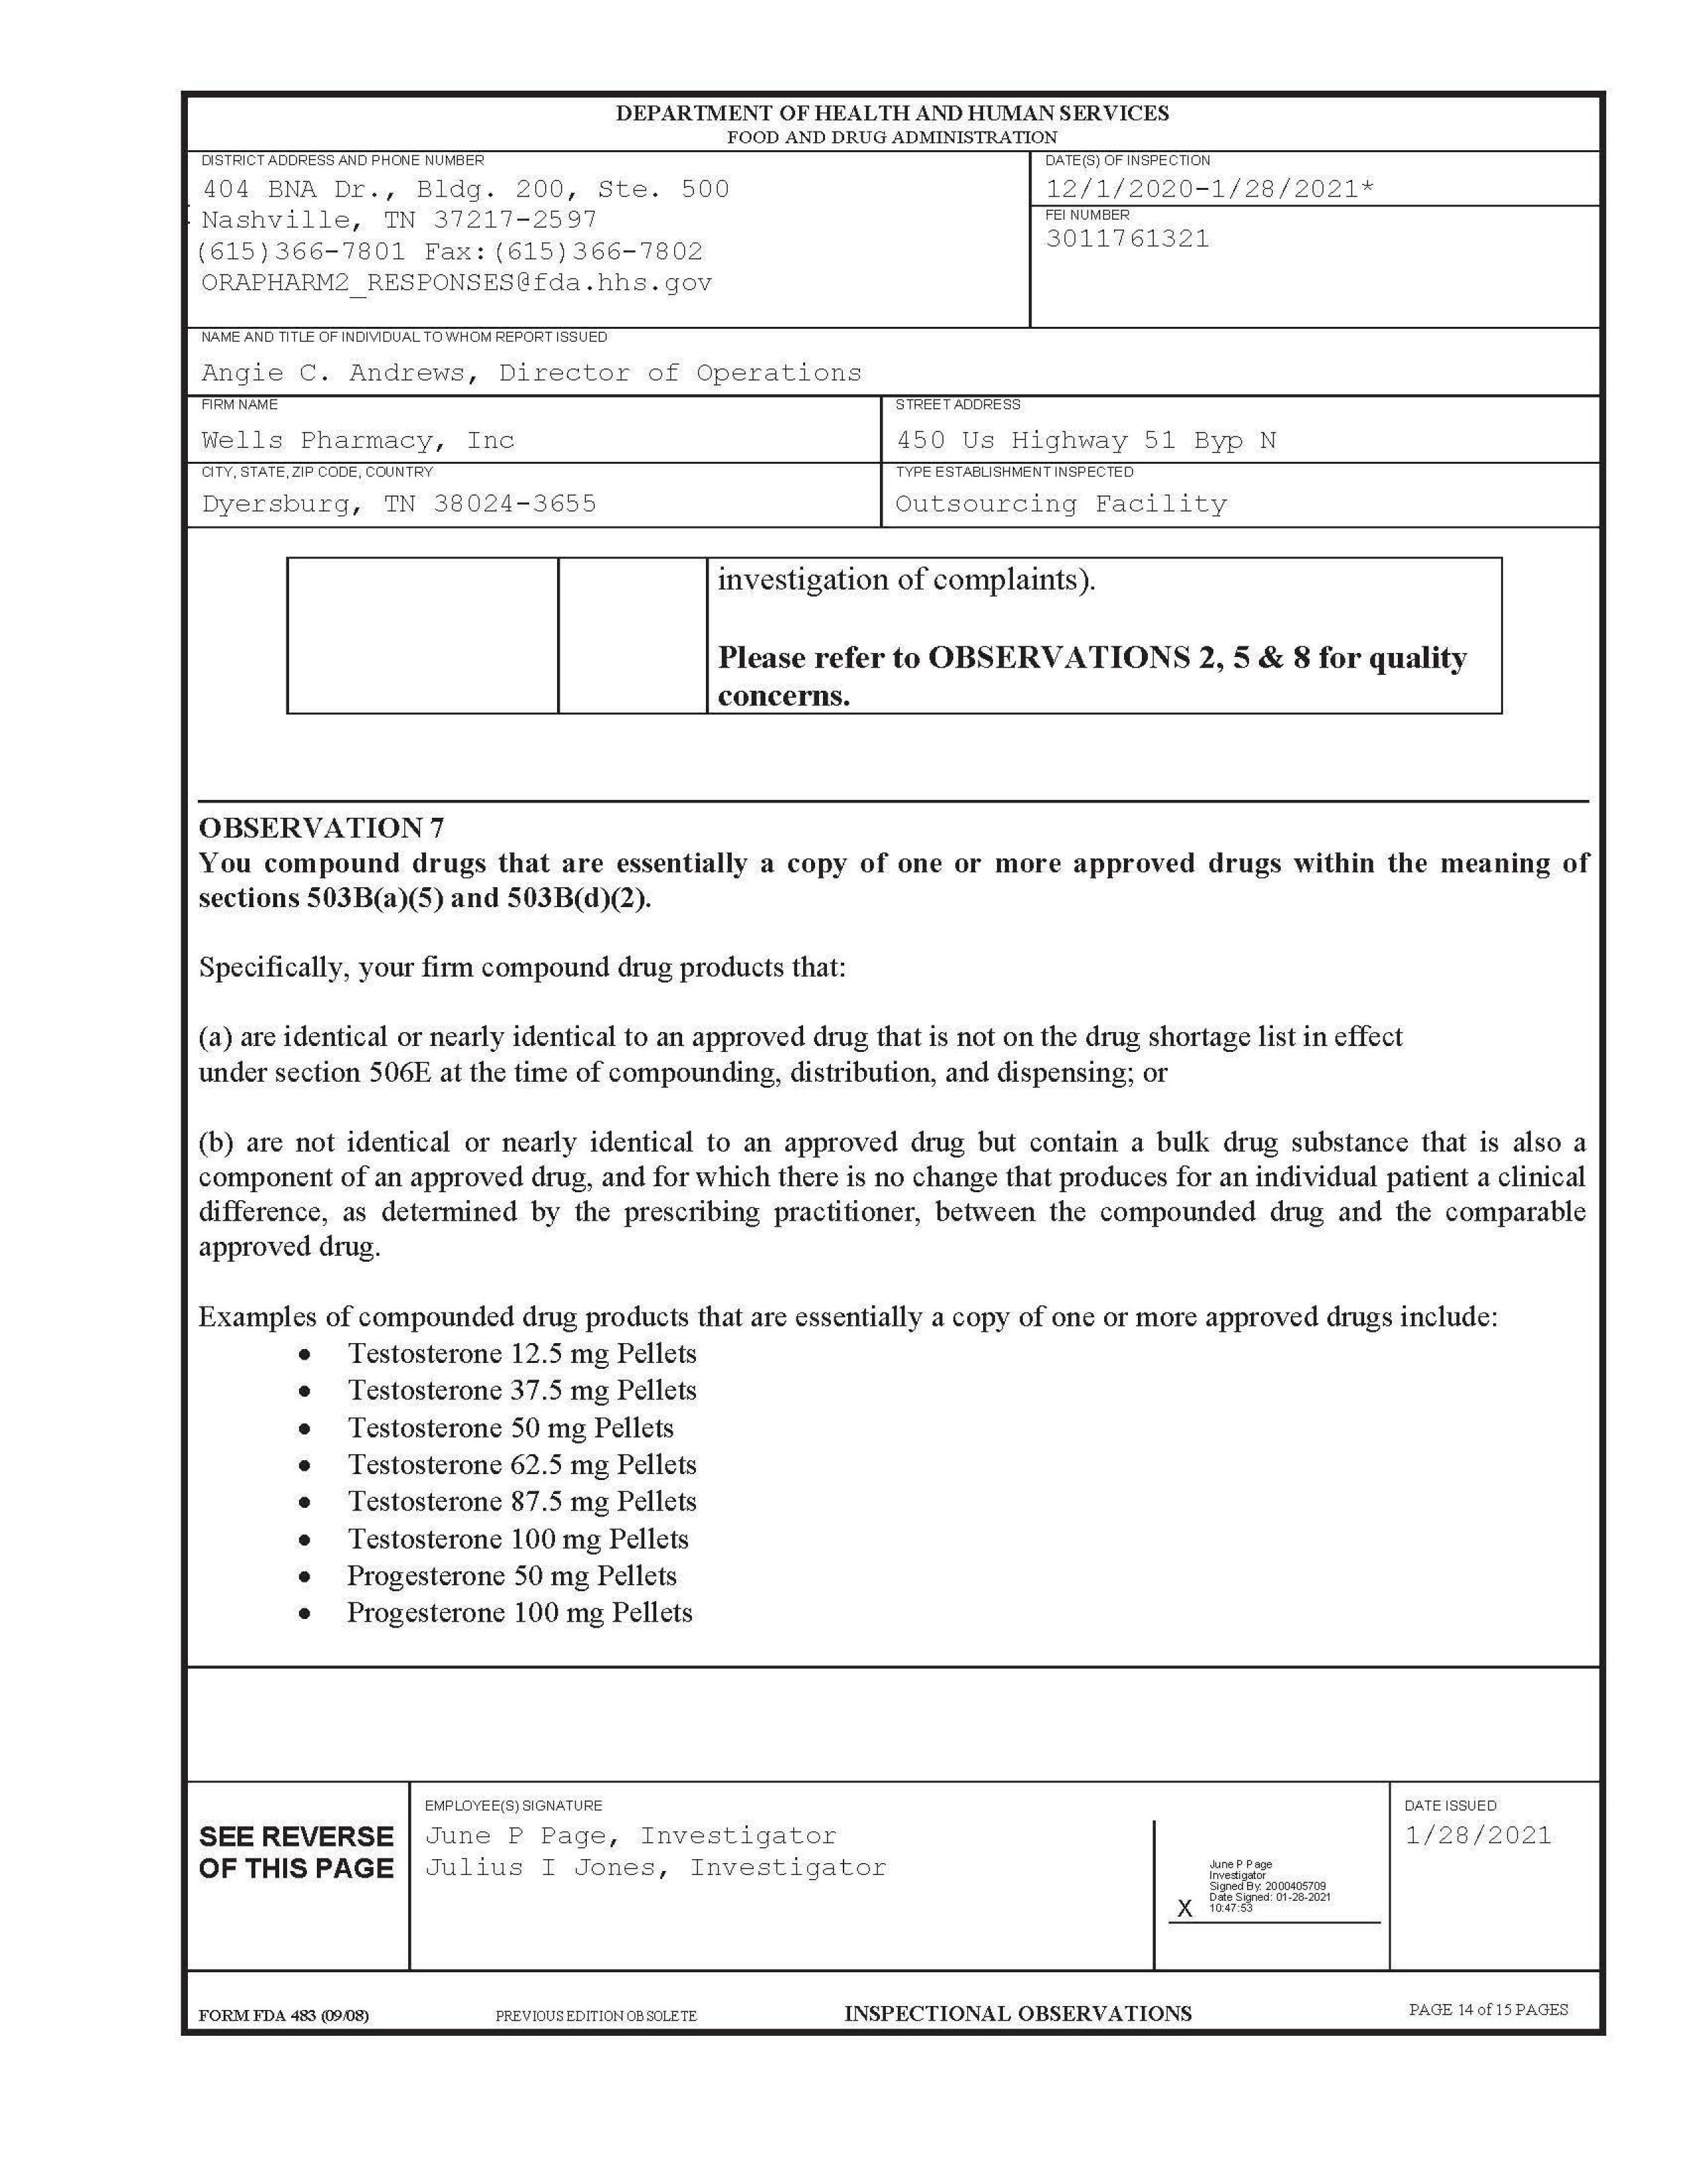 DEPARTMENT OF HEALTH AND HUMAN SERVICES
FOOD AND DRUG ADMINISTRATION
DISTRICT ADDRESS AND PHONE NUMBER
404 BNA Dr., Bldg. 200, Ste. 500
Nashville, TN 37217-2597
(615)366-7801 Fax:(615)366-7802
ORAPHARM2_RESPONSES@fda.hhs.gov
DATE(S) OF INSPECTION
12/1/2020-1/28/2021*
FEI NUMBER
3011761321
NAME AND TITLE OF INDIVIDUAL TO WHOM REPORT ISSUED
Angie C. Andrews, Director of Operations
FIRM NAME
Wells Pharmacy, Inc
STREET ADDRESS
450 Us Highway 51 Byp N
CITY, STATE, ZIP CODE, COUNTRY
Dyersburg, TN 38024-3655
TYPE ESTABLISHMENT INSPECTED
Outsourcing Facility
investigation of complaints).
Please refer to OBSERVATIONS 2, 5 & 8 for quality
concerns.
OBSERVATION 7
You compound drugs that are essentially a copy of one or more approved drugs within the meaning of
sections 503B(a)(5) and 503B(d)(2).
Specifically, your firm compound drug products that:
(a) are identical or nearly identical to an approved drug that is not on the drug shortage list in effect
under section 506E at the time of compounding, distribution, and dispensing; or
(b) are not identical or nearly identical to an approved drug but contain a bulk drug substance that is also a
component of an approved drug, and for which there is no change that produces for an individual patient a clinical
difference, as determined by the prescribing practitioner, between the compounded drug and the comparable
approved drug.
Examples of compounded drug products that are essentially a copy of one or more approved drugs include:
• Testosterone 12.5 mg Pellets
• Testosterone 37.5 mg Pellets
• Testosterone 50 mg Pellets
• Testosterone 62.5 mg Pellets
• Testosterone 87.5 mg Pellets
• Testosterone 100 mg Pellets
• Progesterone 50 mg Pellets
• Progesterone 100 mg Pellets
SEE REVERSE
OF THIS PAGE
EMPLOYEE(S) SIGNATURE
June P Page, Investigator
Julius I Jones, Investigator
June P Page
Investigator
Signed By: 2000405709
Date Signed: 01-28-2021
X 10:47:53
DATE ISSUED
1/28/2021
FORM FDA 483 (09/08)
PREVIOUS EDITION OBSOLETE
INSPECTIONAL OBSERVATIONS
PAGE 14 of 15 PAGES